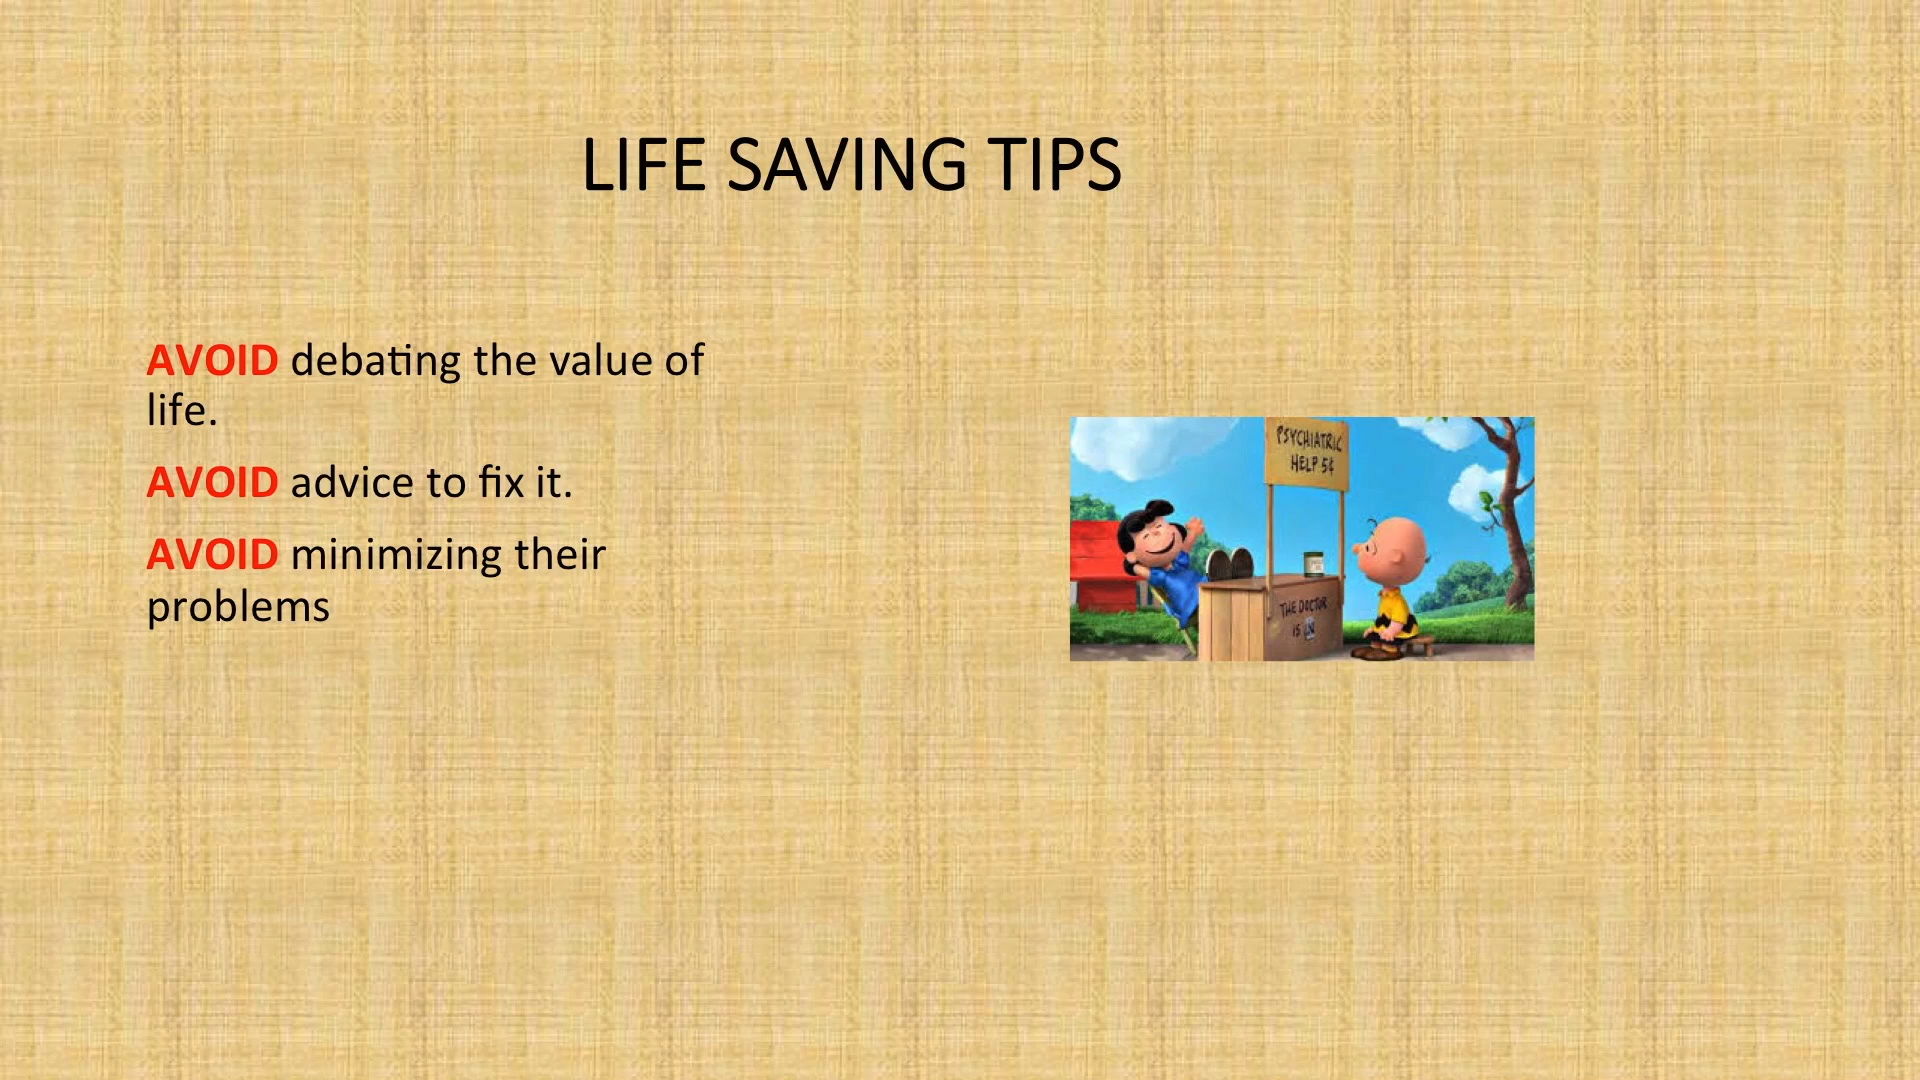 LIFE SAVING TIPS
AVOID debating the value of
life.
AVOID advice to fix it.
AVOID minimizing their
problems
PSYCHIATRIC
HELP 5¢
THE DOCTOR
IS IN